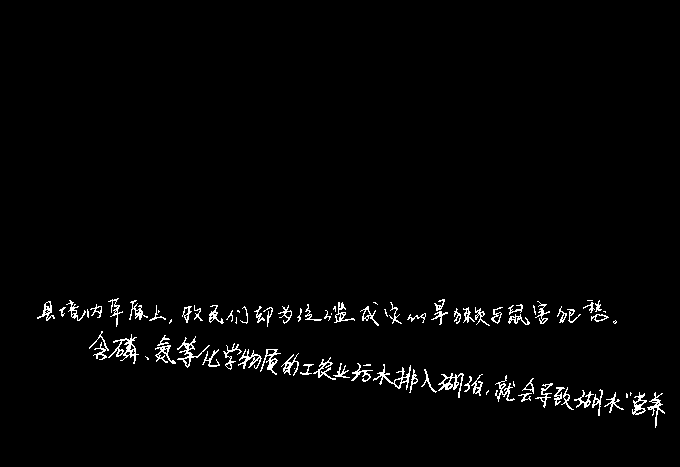 县境内草原上，牧民们却为泛滥成灾的旱獭与鼠害犯愁。
含磷、氮等化学物质的工农业污水排入湖泊，就会导致湖水"营养